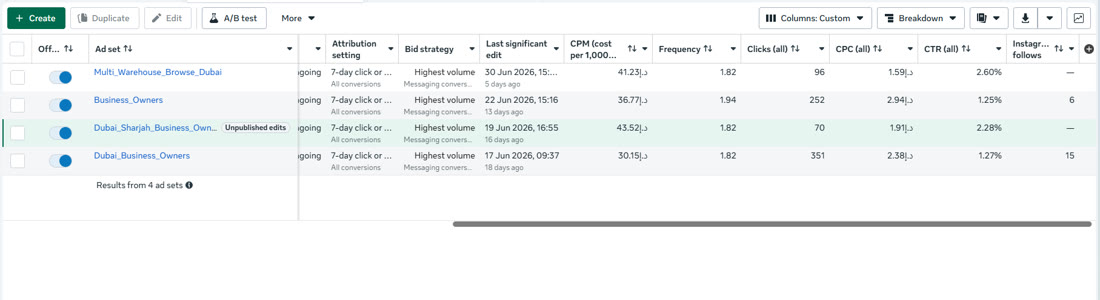 + Create Duplicate Edit A/B test More Columns: Custom Breakdown
Off... Ad set Attribution setting Bid strategy Last significant edit CPM (cost per 1,000... Frequency Clicks (all) CPC (all) CTR (all) Instagr... follows
Multi_Warehouse_Browse_Dubai going 7-day click or ... Highest volume 30 Jun 2026, 15:... 41.23د.إ 1.82 96 1.59د.إ 2.60% —
All conversions Messaging convers... 5 days ago
Business_Owners going 7-day click or ... Highest volume 22 Jun 2026, 15:16 36.77د.إ 1.94 252 2.94د.إ 1.25% 6
All conversions Messaging convers... 13 days ago
Dubai_Sharjah_Business_Own... Unpublished edits going 7-day click or ... Highest volume 19 Jun 2026, 16:55 43.52د.إ 1.82 70 1.91د.إ 2.28% —
All conversions Messaging convers... 16 days ago
Dubai_Business_Owners going 7-day click or ... Highest volume 17 Jun 2026, 09:37 30.15د.إ 1.82 351 2.38د.إ 1.27% 15
All conversions Messaging convers... 18 days ago
Results from 4 ad sets